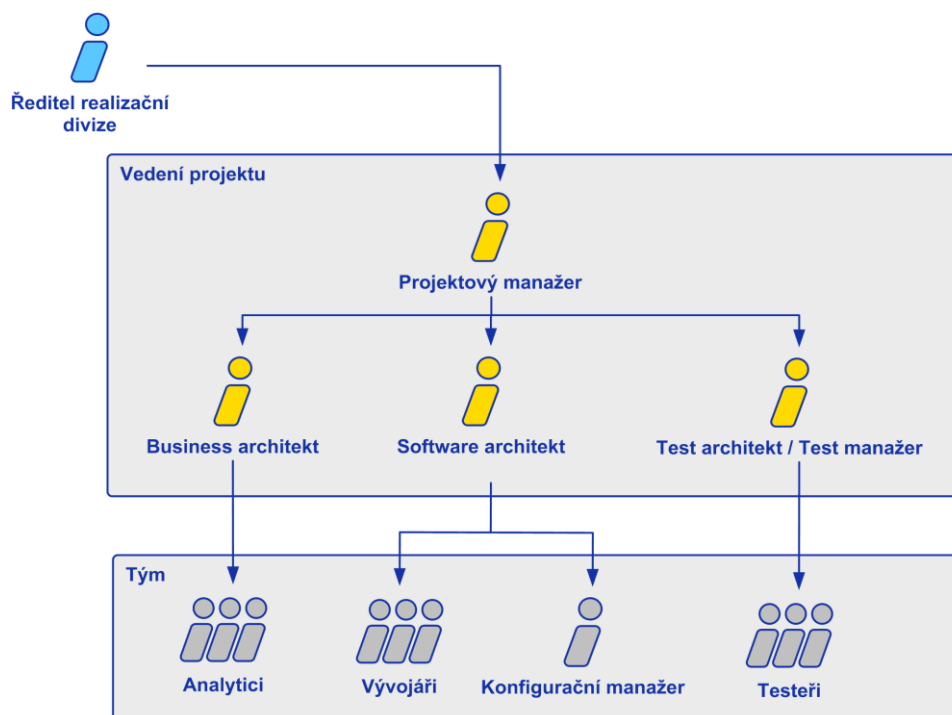 Ředitel realizační
divize
Vedení projektu
Projektový manažer
Business architekt
Software architekt
Test architekt / Test manažer
Tým
Analytici
Vývojáři
Konfigurační manažer
Testeři